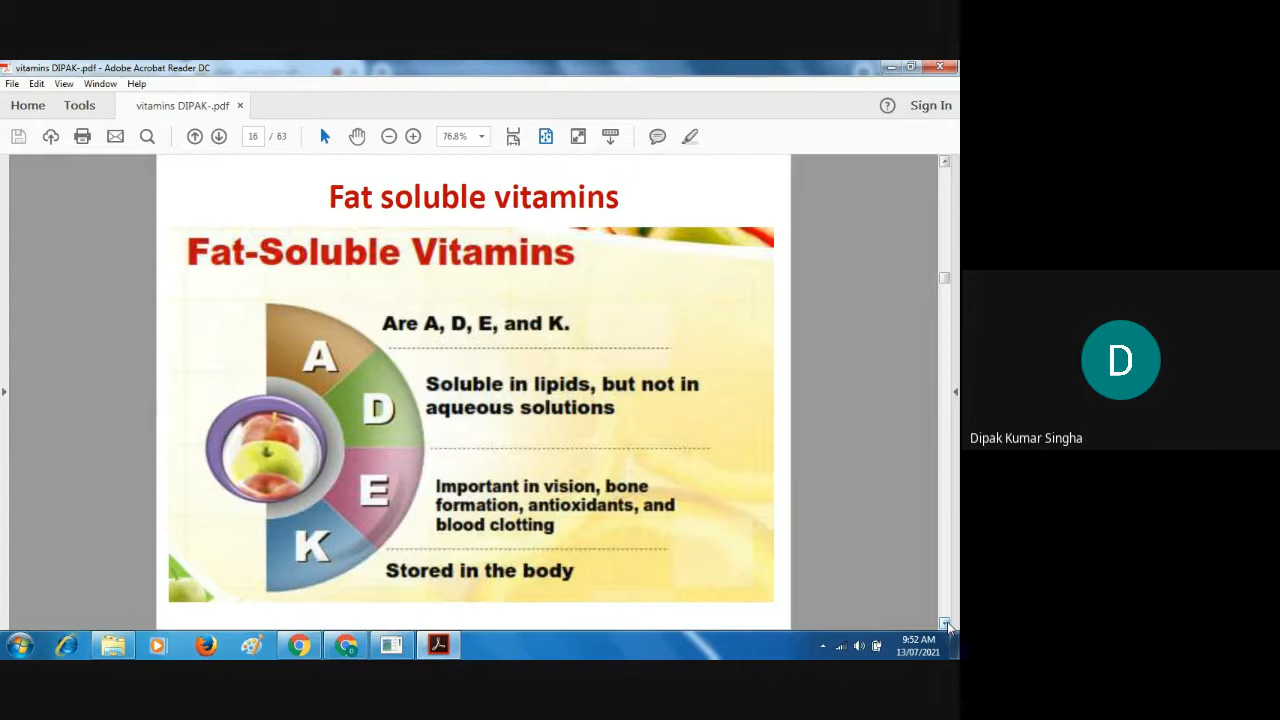 vitamins DIPAK-.pdf - Adobe Acrobat Reader DC
File Edit View Window Help
Home Tools vitamins DIPAK-.pdf × ? Sign In
16 / 63 76.8%
Fat soluble vitamins
Fat-Soluble Vitamins
Are A, D, E, and K.
A
Soluble in lipids, but not in
aqueous solutions
D
E
Important in vision, bone
formation, antioxidants, and
blood clotting
K
Stored in the body
D
Dipak Kumar Singha
9:52 AM
13/07/2021